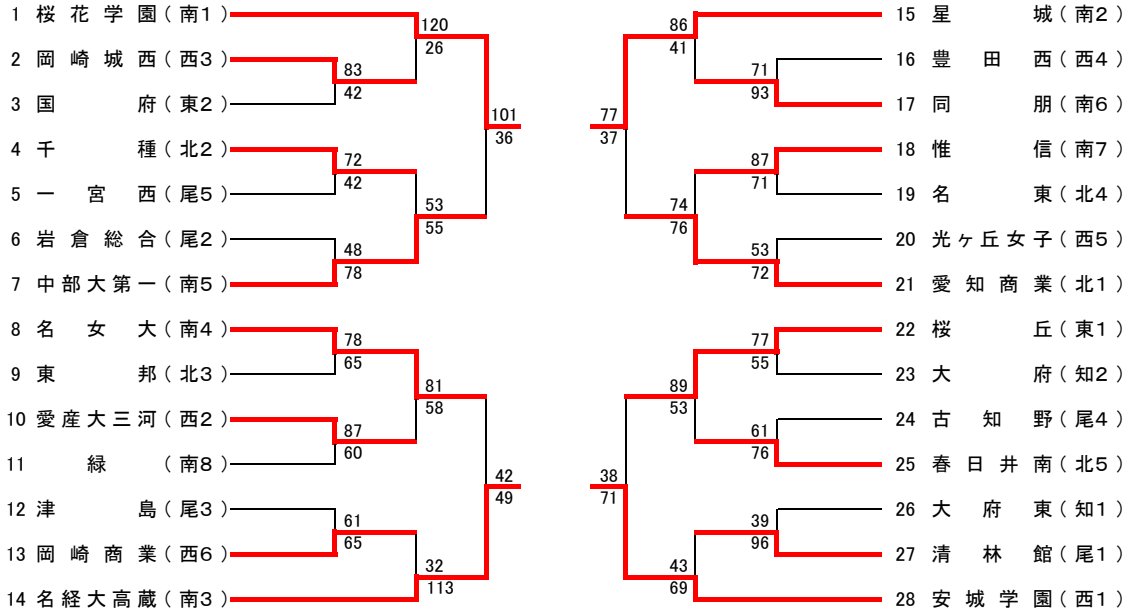 1 桜花学園(南1)
2 岡崎城西(西3)
3 国府(東2)
4 千種(北2)
5 一宮西(尾5)
6 岩倉総合(尾2)
7 中部大第一(南5)
8 名女大(南4)
9 東邦(北3)
10 愛産大三河(西2)
11 緑(南8)
12 津島(尾3)
13 岡崎商業(西6)
14 名経大高蔵(南3)
120
26
83
42
101
36
72
42
53
55
48
78
78
65
81
58
87
60
42
49
61
65
32
113
86
41
71
93
77
37
87
71
74
76
53
72
77
55
89
53
61
76
38
71
39
96
43
69
15 星城(南2)
16 豊田西(西4)
17 同朋(南6)
18 惟信(南7)
19 名東(北4)
20 光ヶ丘女子(西5)
21 愛知商業(北1)
22 桜丘(東1)
23 大府(知2)
24 古知野(尾4)
25 春日井南(北5)
26 大府東(知1)
27 清林館(尾1)
28 安城学園(西1)